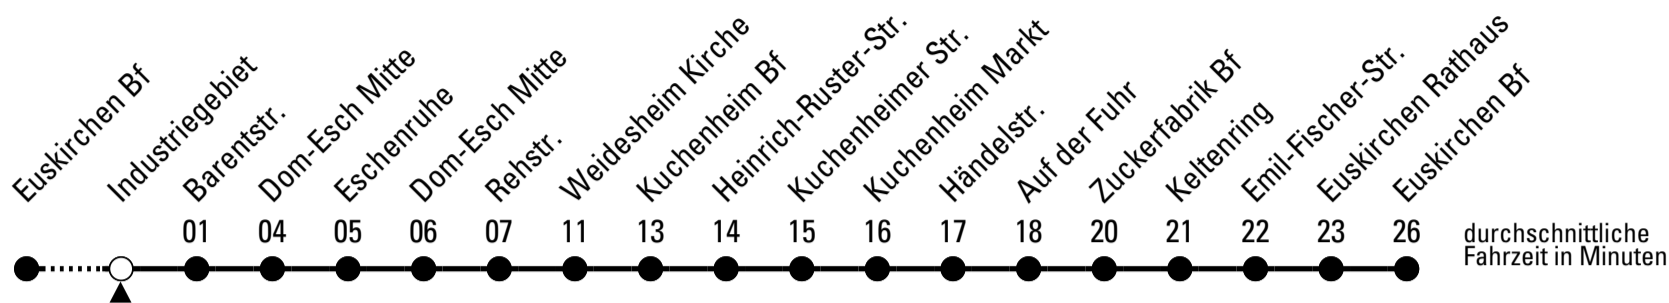 Euskirchen Bf
Industriegebiet
Barentstr.
Dom-Esch Mitte
Eschenruhe
Dom-Esch Mitte
Rehstr.
Weidesheim Kirche
Kuchenheim Bf
Heinrich-Ruster-Str.
Kuchenheimer Str.
Kuchenheim Markt
Händelstr.
Auf der Fuhr
Zuckerfabrik Bf
Keltenring
Emil-Fischer-Str.
Euskirchen Rathaus
Euskirchen Bf
01 04 05 06 07 11 13 14 15 16 17 18 20 21 22 23 26
durchschnittliche
Fahrzeit in Minuten